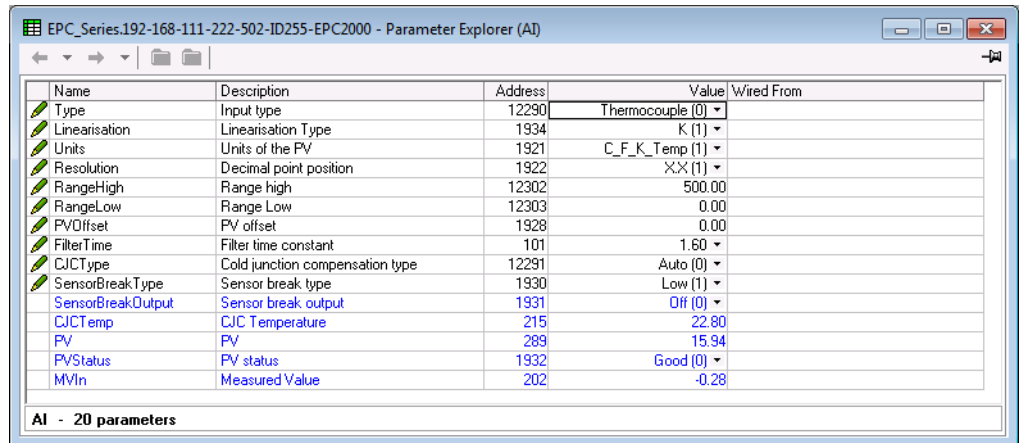 EPC_Series.192-168-111-222-502-ID255-EPC2000 - Parameter Explorer (AI)
Name Description Address Value Wired From
Type Input type 12290 Thermocouple (0)
Linearisation Linearisation Type 1934 K (1)
Units Units of the PV 1921 C_F_K_Temp (1)
Resolution Decimal point position 1922 X.X (1)
RangeHigh Range high 12302 500.00
RangeLow Range Low 12303 0.00
PVOffset PV offset 1928 0.00
FilterTime Filter time constant 101 1.60
CJCType Cold junction compensation type 12291 Auto (0)
SensorBreakType Sensor break type 1930 Low (1)
SensorBreakOutput Sensor break output 1931 Off (0)
CJCTemp CJC Temperature 215 22.80
PV PV 289 15.94
PVStatus PV status 1932 Good (0)
MVIn Measured Value 202 -0.28
AI - 20 parameters